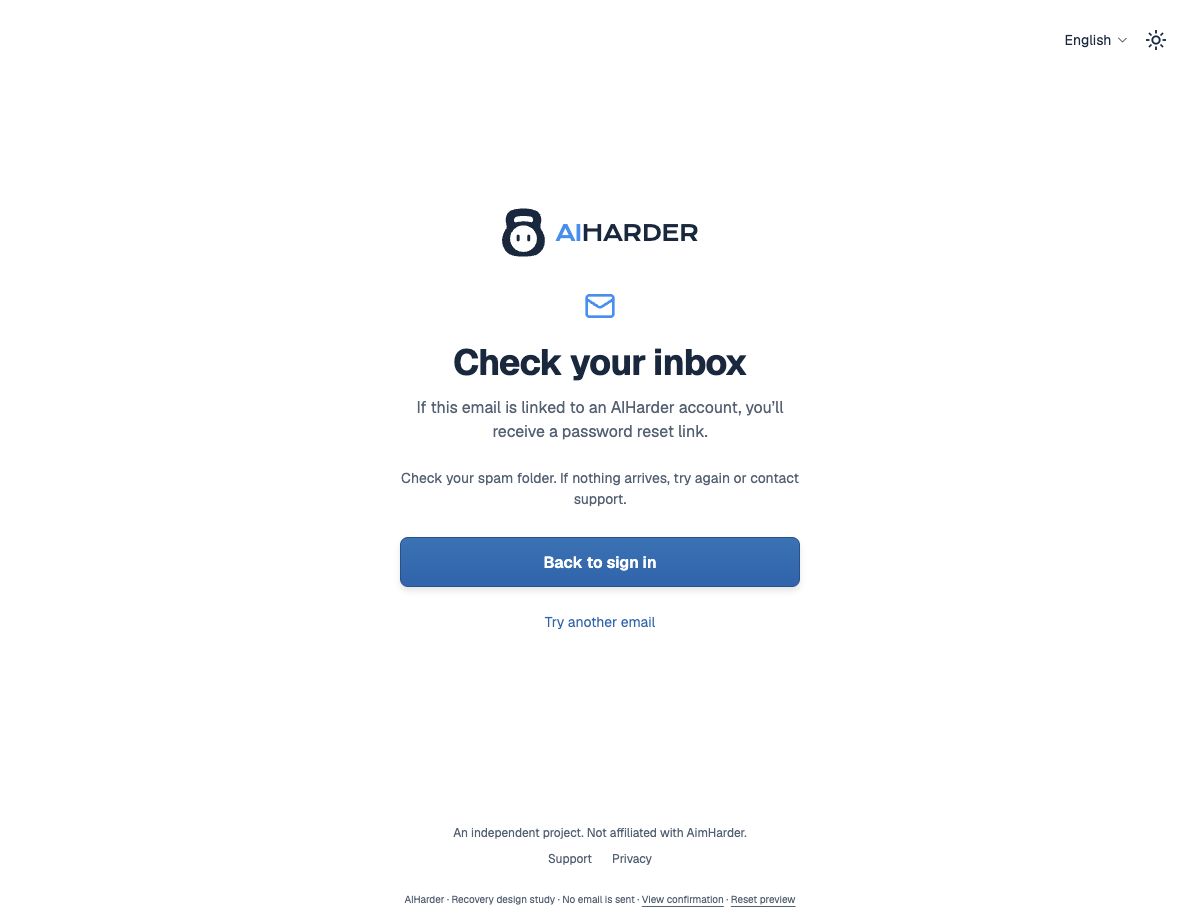 English
AIHARDER
Check your inbox
If this email is linked to an AIHarder account, you’ll
receive a password reset link.
Check your spam folder. If nothing arrives, try again or contact
support.
Back to sign in
Try another email
An independent project. Not affiliated with AimHarder.
Support Privacy
AIHarder · Recovery design study · No email is sent · View confirmation · Reset preview